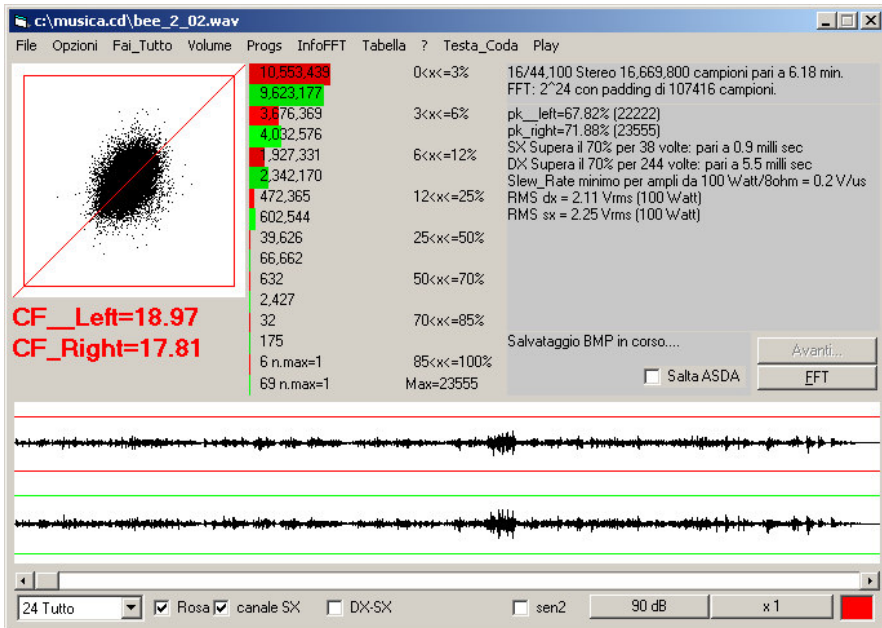 c:\musica.cd\bee_2_02.wav
File Opzioni Fai_Tutto Volume Progs InfoFFT Tabella ? Testa_Coda Play
10,553,439 0<x<=3%
9,623,177
3,676,369 3<x<=6%
4,032,576
1,927,331 6<x<=12%
2,342,170
472,365 12<x<=25%
602,544
39,626 25<x<=50%
66,662
632 50<x<=70%
2,427
32 70<x<=85%
175
6 n.max=1 85<x<=100%
69 n.max=1 Max=23555
16/44,100 Stereo 16,669,800 campioni pari a 6.18 min.
FFT: 2^24 con padding di 107416 campioni.
pk__left=67.82% (22222)
pk_right=71.88% (23555)
SX Supera il 70% per 38 volte: pari a 0.9 milli sec
DX Supera il 70% per 244 volte: pari a 5.5 milli sec
Slew_Rate minimo per ampli da 100 Watt/8ohm = 0.2 V/us
RMS dx = 2.11 Vrms (100 Watt)
RMS sx = 2.25 Vrms (100 Watt)
CF__Left=18.97
CF_Right=17.81
Salvataggio BMP in corso....
Avanti...
Salta ASDA
FFT
24 Tutto
Rosa
canale SX
DX-SX
sen2
90 dB
x 1